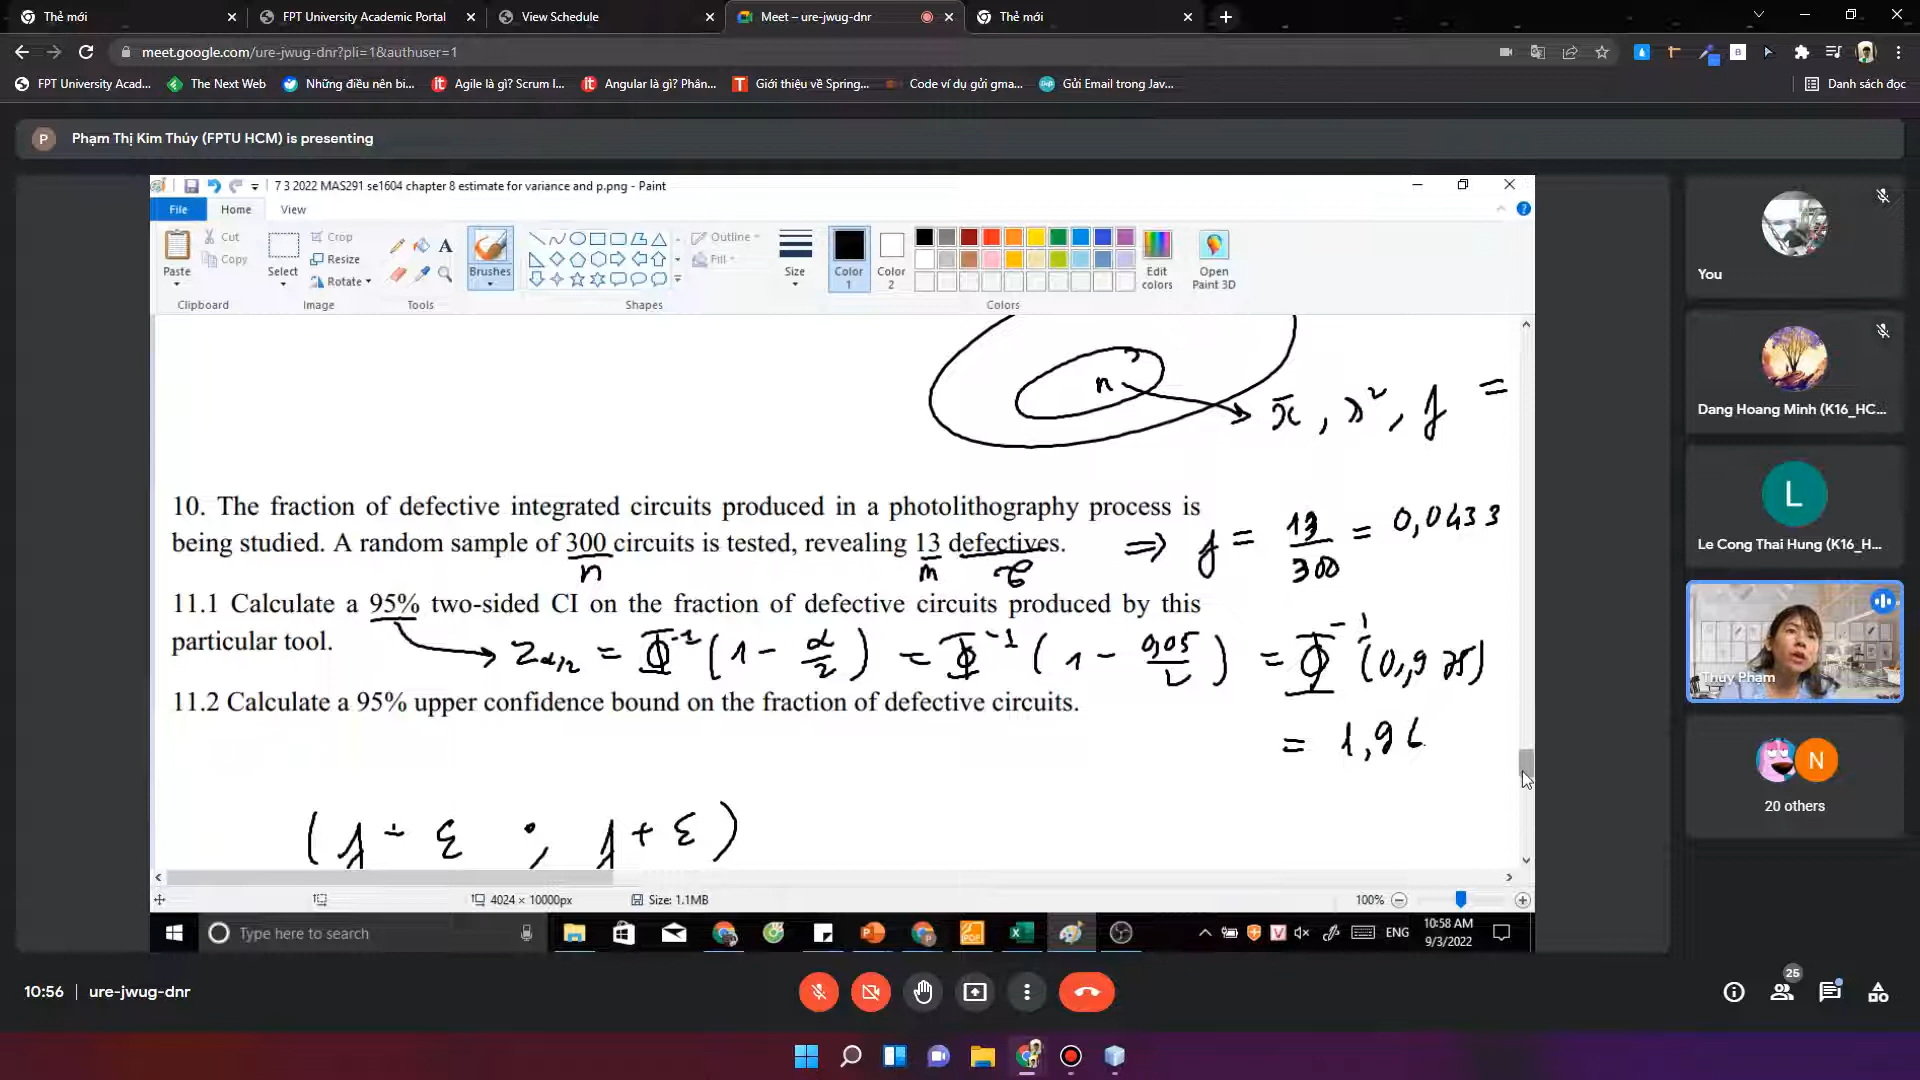 Thẻ mới
FPT University Academic Portal
View Schedule
Meet – ure-jwug-dnr
Thẻ mới
meet.google.com/ure-jwug-dnr?pli=1&authuser=1
FPT University Acad...
The Next Web
Những điều nên bi...
Agile là gì? Scrum l...
Angular là gì? Phân...
Giới thiệu về Spring...
Code ví dụ gửi gma...
Gửi Email trong Jav...
Danh sách đọc
P
Phạm Thị Kim Thúy (FPTU HCM) is presenting
7 3 2022 MAS291 se1604 chapter 8 estimate for variance and p.png - Paint
File
Home
View
Paste
Cut
Copy
Clipboard
Select
Crop
Resize
Rotate
Image
A
Tools
Brushes
Outline
Fill
Shapes
Size
Color 1
Color 2
Edit colors
Open Paint 3D
Colors
n
x̄ , s², f =
10. The fraction of defective integrated circuits produced in a photolithography process is
being studied. A random sample of 300 circuits is tested, revealing 13 defectives.
n
m
⇒ f = 13/300 = 0,0433
11.1 Calculate a 95% two-sided CI on the fraction of defective circuits produced by this
particular tool.
Zα/2 = Φ⁻¹ (1 - α/2) = Φ⁻¹ (1 - 0,05/2) = Φ⁻¹ (0,975)
11.2 Calculate a 95% upper confidence bound on the fraction of defective circuits.
= 1,96
( f - ε ; f + ε )
4024 × 10000px
Size: 1.1MB
100%
Type here to search
ENG
10:58 AM
9/3/2022
You
Dang Hoang Minh (K16_HC...
L
Le Cong Thai Hung (K16_H...
Thuy Phạm
N
20 others
10:56 | ure-jwug-dnr
25